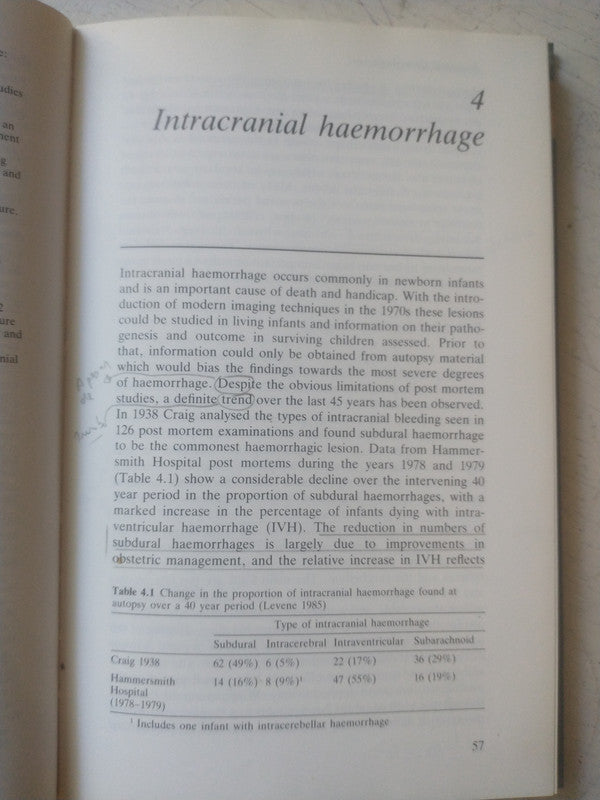 4
Intracranial haemorrhage
Intracranial haemorrhage occurs commonly in newborn infants
and is an important cause of death and handicap. With the intro-
duction of modern imaging techniques in the 1970s these lesions
could be studied in living infants and information on their patho-
genesis and outcome in surviving children assessed. Prior to
that, information could only be obtained from autopsy material
which would bias the findings towards the most severe degrees
of haemorrhage. Despite the obvious limitations of post mortem
studies, a definite trend over the last 45 years has been observed.
In 1938 Craig analysed the types of intracranial bleeding seen in
126 post mortem examinations and found subdural haemorrhage
to be the commonest haemorrhagic lesion. Data from Hammer-
smith Hospital post mortems during the years 1978 and 1979
(Table 4.1) show a considerable decline over the intervening 40
year period in the proportion of subdural haemorrhages, with a
marked increase in the percentage of infants dying with intra-
ventricular haemorrhage (IVH). The reduction in numbers of
subdural haemorrhages is largely due to improvements in
obstetric management, and the relative increase in IVH reflects
Table 4.1 Change in the proportion of intracranial haemorrhage found at
autopsy over a 40 year period (Levene 1985)
Type of intracranial haemorrhage
Subdural Intracerebral Intraventricular Subarachnoid
Craig 1938 62 (49%) 6 (5%) 22 (17%) 36 (29%)
Hammersmith 14 (16%) 8 (9%)¹ 47 (55%) 16 (19%)
Hospital
(1978–1979)
¹ Includes one infant with intracerebellar haemorrhage
57